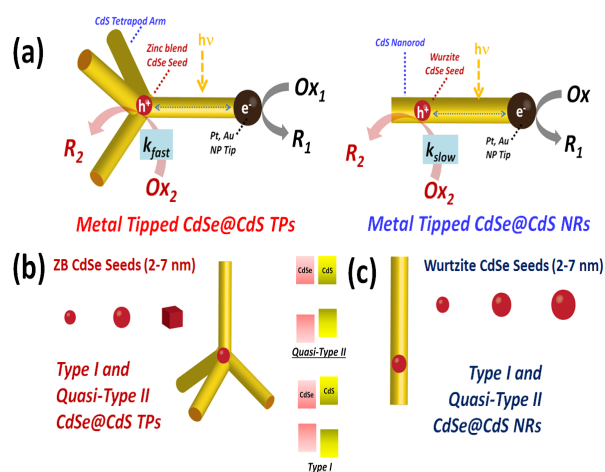 (a)
CdS Tetrapod Arm
Zinc blend
CdSe Seed
hν
h+
e-
Pt, Au
NP Tip
Ox1
R1
R2
kfast
Ox2
Metal Tipped CdSe@CdS TPs
CdS Nanorod
Wurzite
CdSe Seed
hν
h+
e-
Pt, Au
NP Tip
Ox
R1
R2
kslow
Ox2
Metal Tipped CdSe@CdS NRs
(b)
ZB CdSe Seeds (2-7 nm)
Type I and
Quasi-Type II
CdSe@CdS TPs
CdSe CdS
Quasi-Type II
CdSe CdS
Type I
(c)
Wurtzite CdSe Seeds (2-7 nm)
Type I and
Quasi-Type II
CdSe@CdS NRs